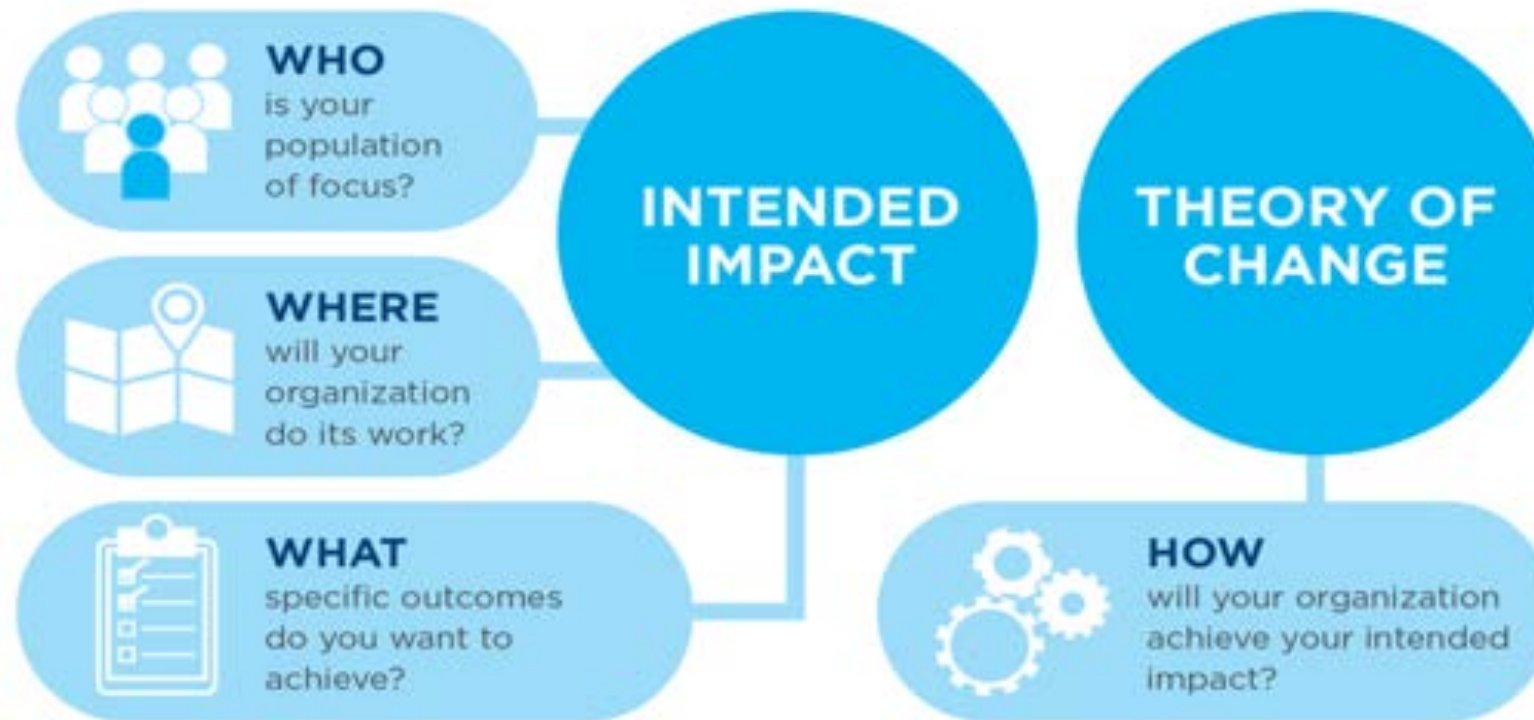 WHO
is your
population
of focus?
WHERE
will your
organization
do its work?
WHAT
specific outcomes
do you want to
achieve?
INTENDED
IMPACT
THEORY OF
CHANGE
HOW
will your organization
achieve your intended
impact?